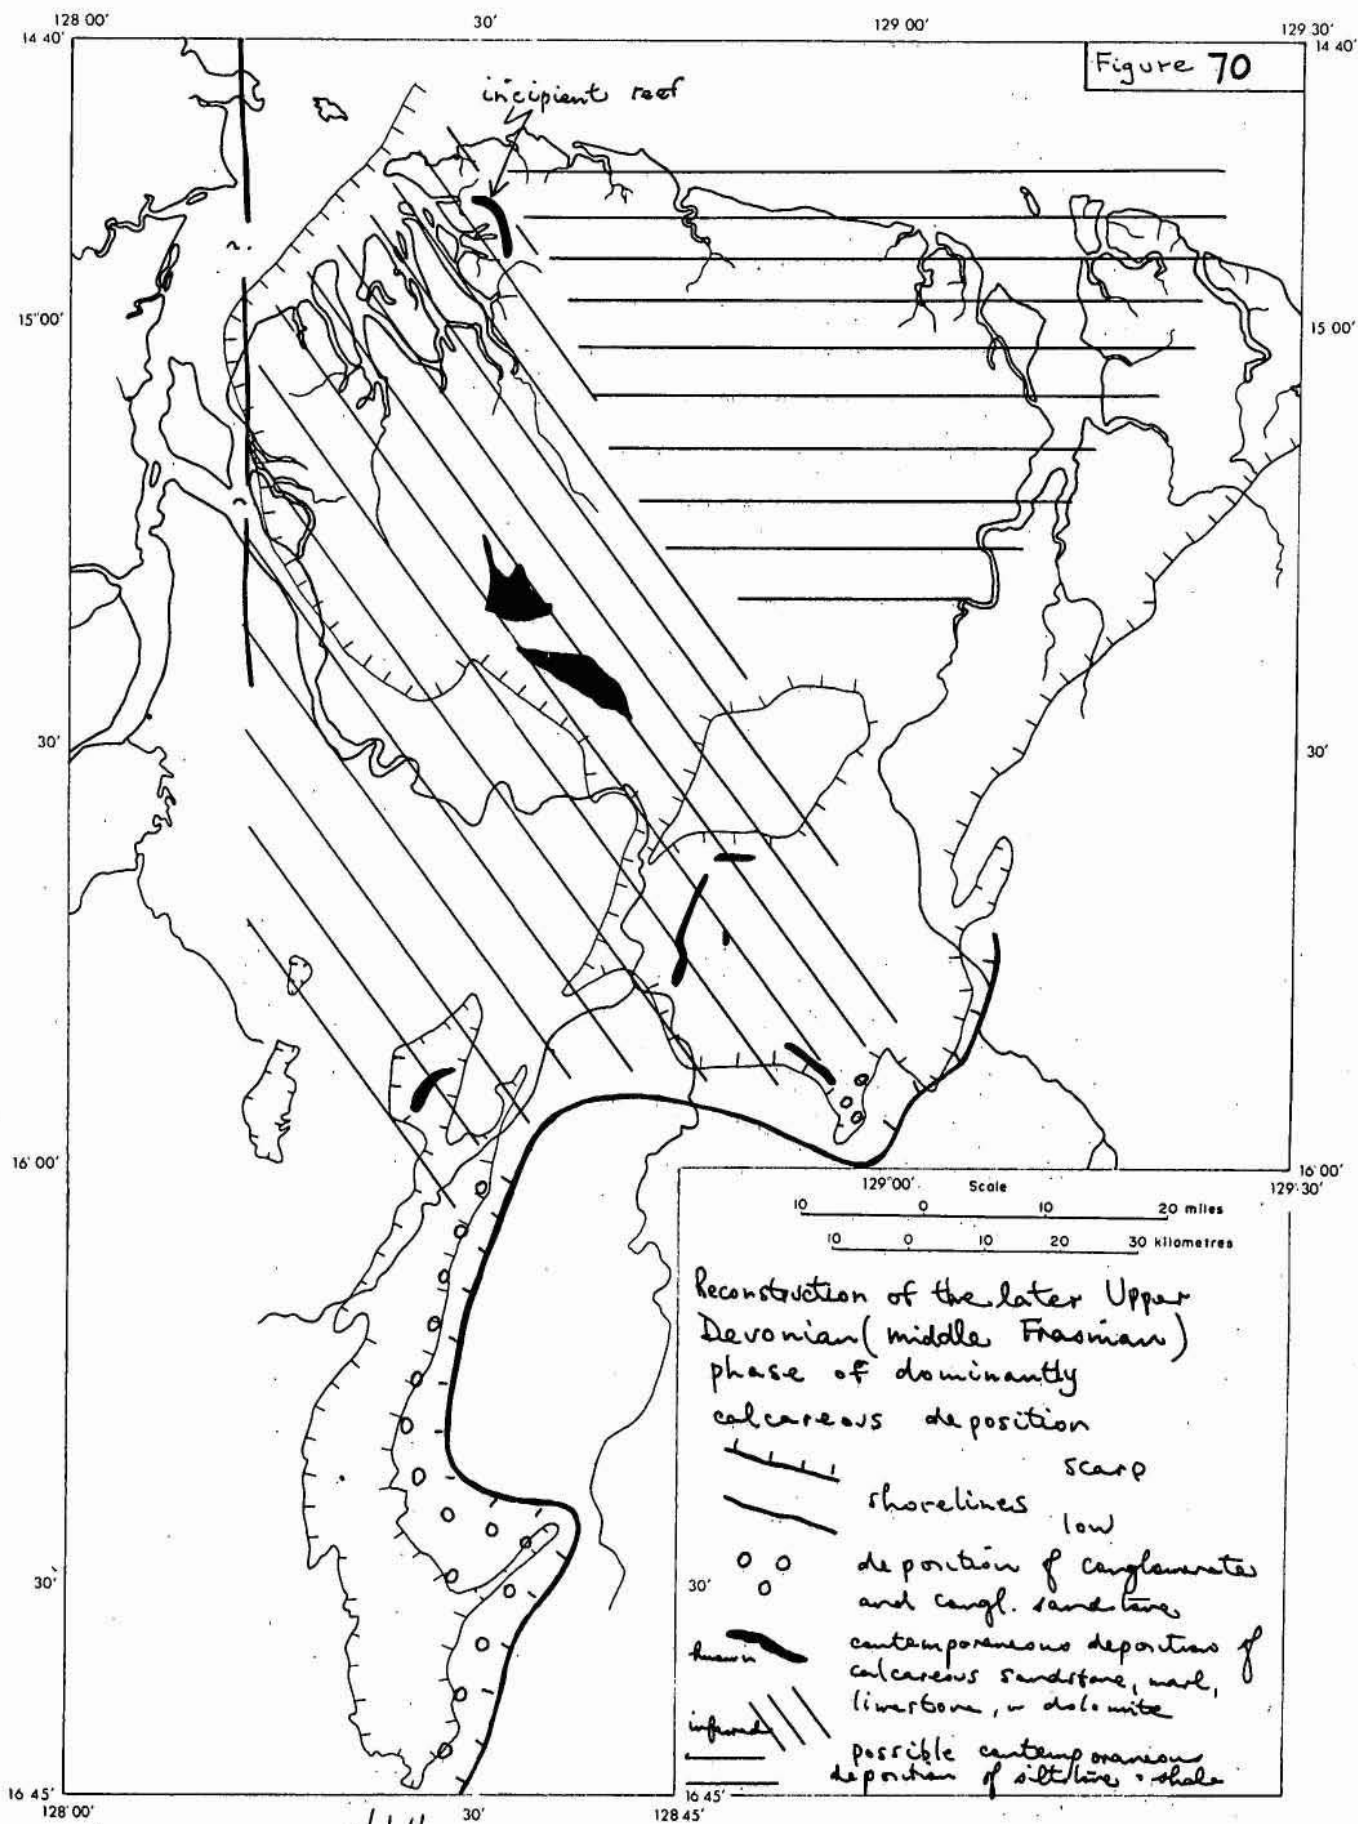 128 00'
30'
129 00'
129 30'
14 40'
14 40'
Figure 70
incipient reef
15°00'
15 00'
30'
30'
16° 00'
16 00'
129 00'
129 30'
Scale
10 0 10 20 miles
10 0 10 20 30 kilometres
Reconstruction of the later Upper
Devonian (middle Frasnian)
phase of dominantly
calcareous deposition
scarp
shorelines
low
deposition of conglomerate
and congl. sandstone
30'
30'
known
contemporaneous deposition of
calcareous sandstone, marl,
limestone, or dolomite
inferred
possible contemporaneous
deposition of siltstone + shale
16 45'
16 45'
128 00'
30'
128 45'